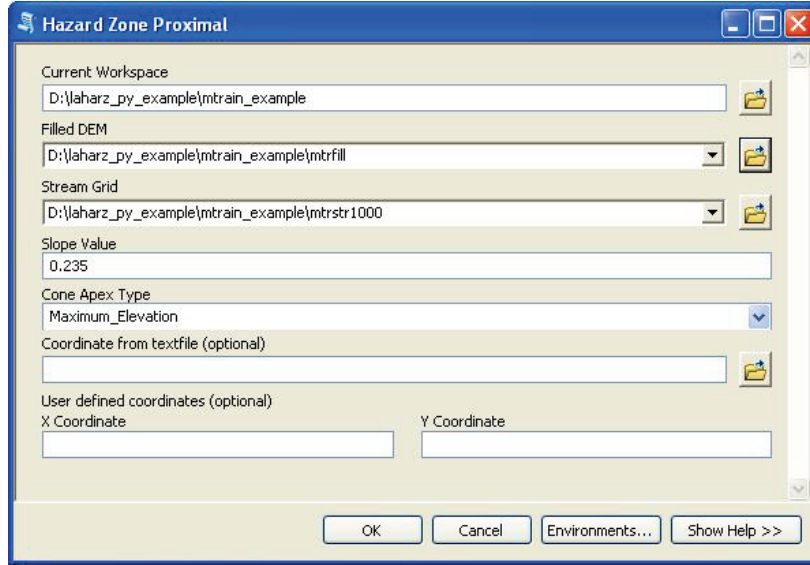 Hazard Zone Proximal
Current Workspace
D:\laharz_py_example\mtrain_example
Filled DEM
D:\laharz_py_example\mtrain_example\mtrfill
Stream Grid
D:\laharz_py_example\mtrain_example\mtrstr1000
Slope Value
0.235
Cone Apex Type
Maximum_Elevation
Coordinate from textfile (optional)
User defined coordinates (optional)
X Coordinate Y Coordinate
OK Cancel Environments... Show Help >>